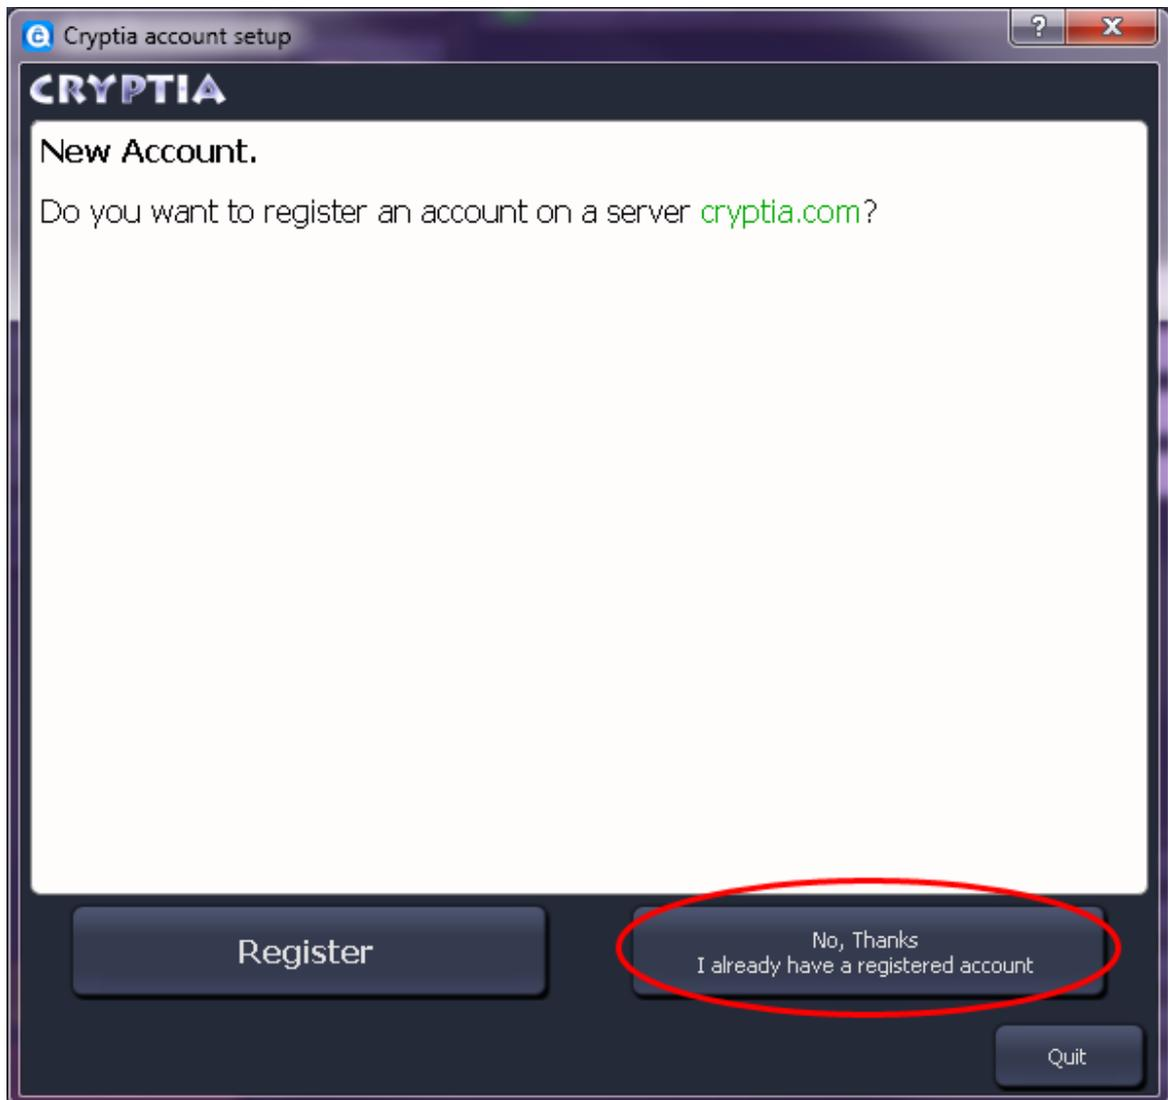 Cryptia account setup
CRYPTIA
New Account.
Do you want to register an account on a server cryptia.com?
Register
No, Thanks
I already have a registered account
Quit